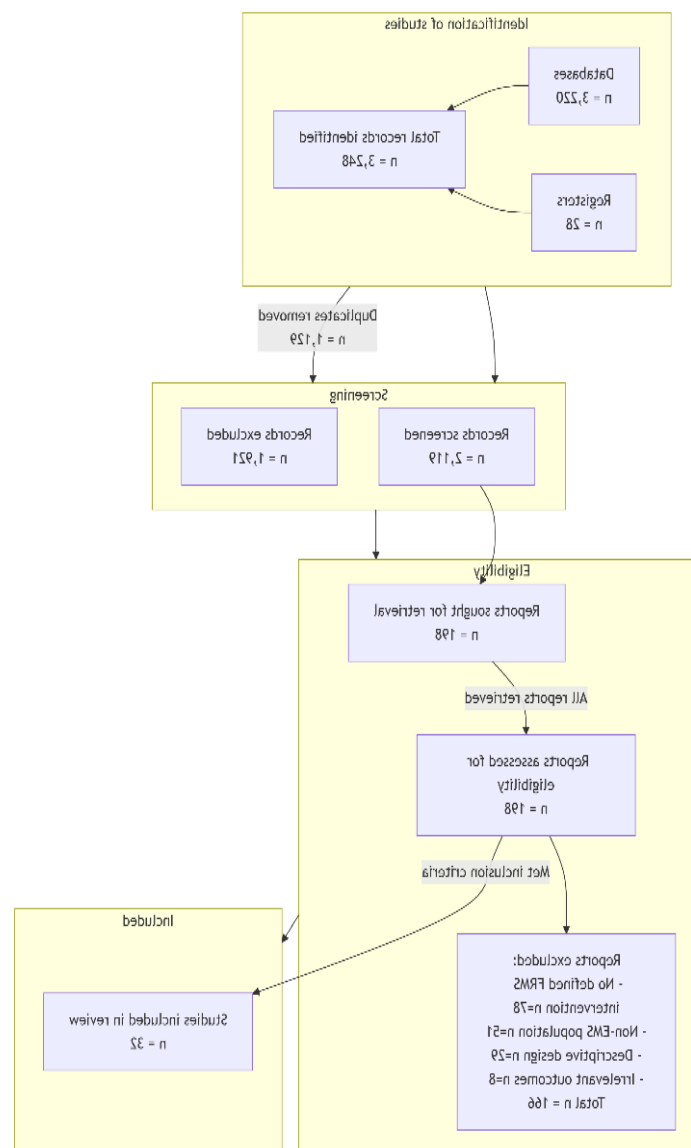 Identification of studies
Databases
n = 3,220
Total records identified
n = 3,248
Registers
n = 28
Duplicates removed
n = 1,129
Screening
Records screened
n = 2,119
Records excluded
n = 1,921
Eligibility
Reports sought for retrieval
n = 198
All reports retrieved
Reports assessed for
eligibility
n = 198
Met inclusion criteria
Reports excluded:
- No defined FRMS
intervention n=78
- Non-EMS population n=51
- Descriptive design n=29
- Irrelevant outcomes n=8
Total n = 166
Included
Studies included in review
n = 32